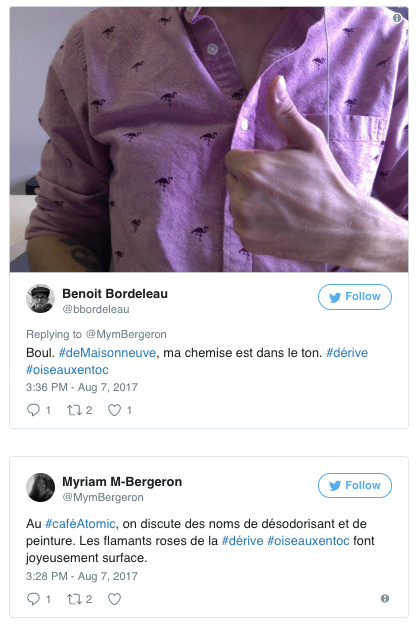 Benoit Bordeleau
@bbordeleau
Follow
Replying to @MymBergeron
Boul. #deMaisonneuve, ma chemise est dans le ton. #dérive
#oiseauxentoc
3:36 PM - Aug 7, 2017
1 2 1
Myriam M-Bergeron
@MymBergeron
Follow
Au #caféAtomic, on discute des noms de désodorisant et de
peinture. Les flamants roses de la #dérive #oiseauxentoc font
joyeusement surface.
3:28 PM - Aug 7, 2017
1 2